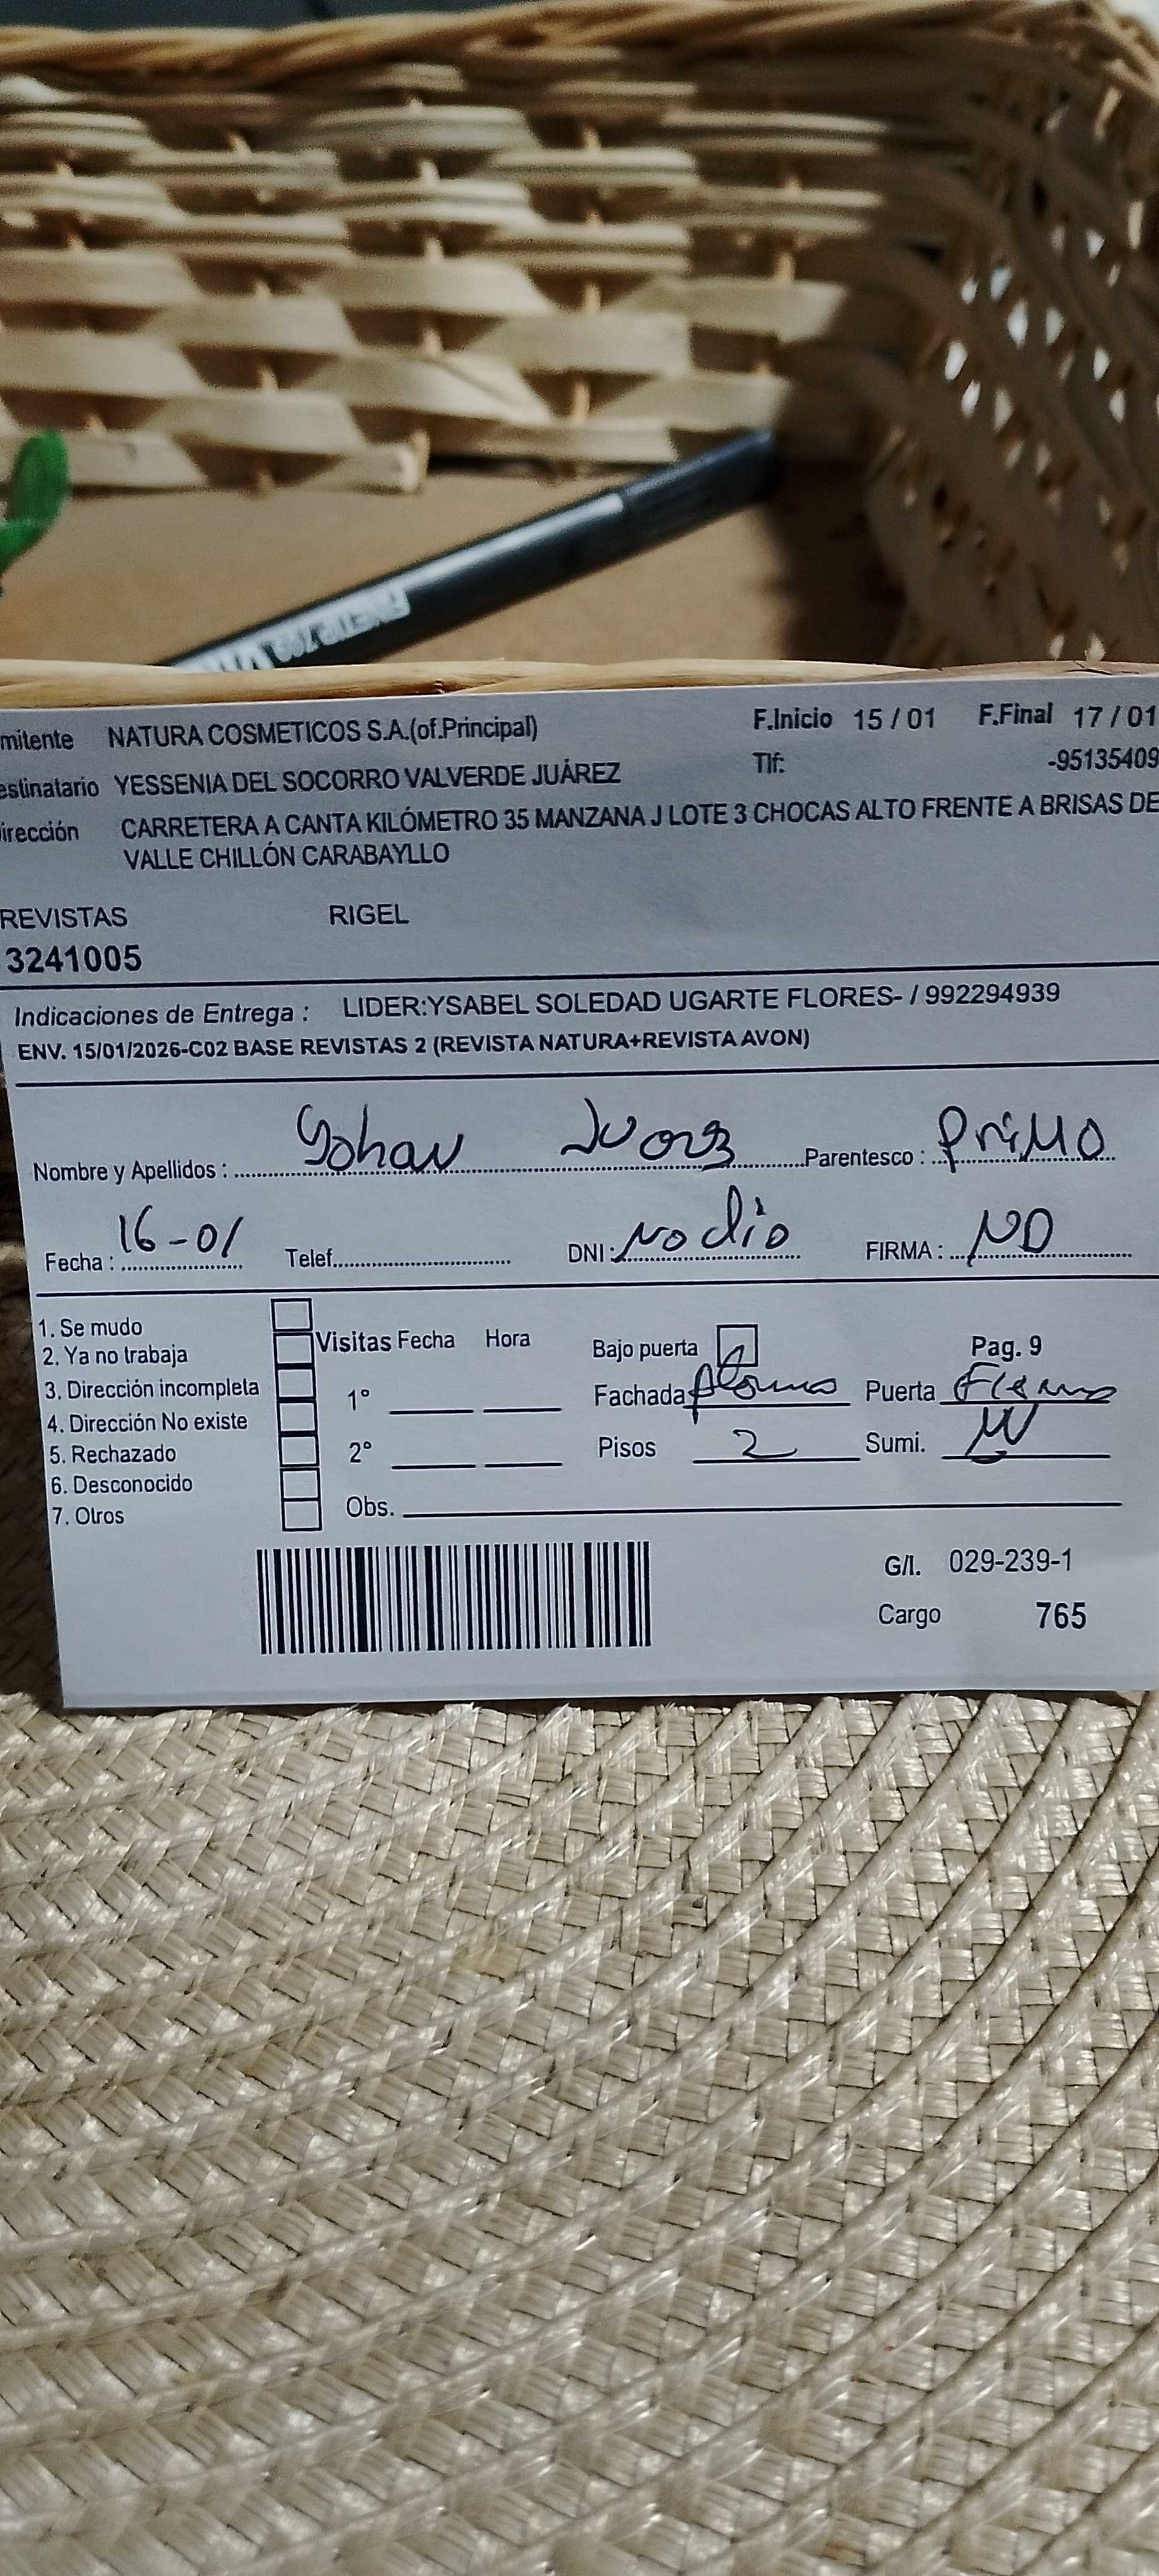 mitente NATURA COSMETICOS S.A.(of.Principal) F.Inicio 15 / 01 F.Final 17 / 01
estinatario YESSENIA DEL SOCORRO VALVERDE JUÁREZ Tlf: -95135409
irección CARRETERA A CANTA KILÓMETRO 35 MANZANA J LOTE 3 CHOCAS ALTO FRENTE A BRISAS DE
VALLE CHILLÓN CARABAYLLO
REVISTAS RIGEL
3241005
Indicaciones de Entrega : LIDER:YSABEL SOLEDAD UGARTE FLORES- / 992294939
ENV. 15/01/2026-C02 BASE REVISTAS 2 (REVISTA NATURA+REVISTA AVON)
Nombre y Apellidos : Yohan Parentesco : Primo
Fecha : 16-01 Telef. DNI : No dio FIRMA : ND
1. Se mudo
2. Ya no trabaja
3. Dirección incompleta
4. Dirección No existe
5. Rechazado
6. Desconocido
7. Otros
Visitas Fecha Hora
1°
2°
Obs.
Bajo puerta Pag. 9
Fachada Puerta
Pisos 2 Sumi.
G/I. 029-239-1
Cargo 765